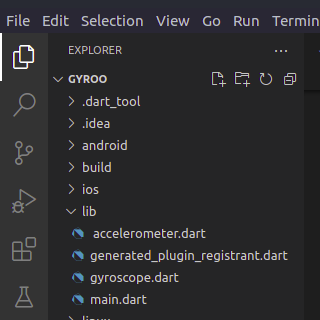 File Edit Selection View Go Run Termin
EXPLORER
GYROO
.dart_tool
.idea
android
build
ios
lib
accelerometer.dart
generated_plugin_registrant.dart
gyroscope.dart
main.dart
linux